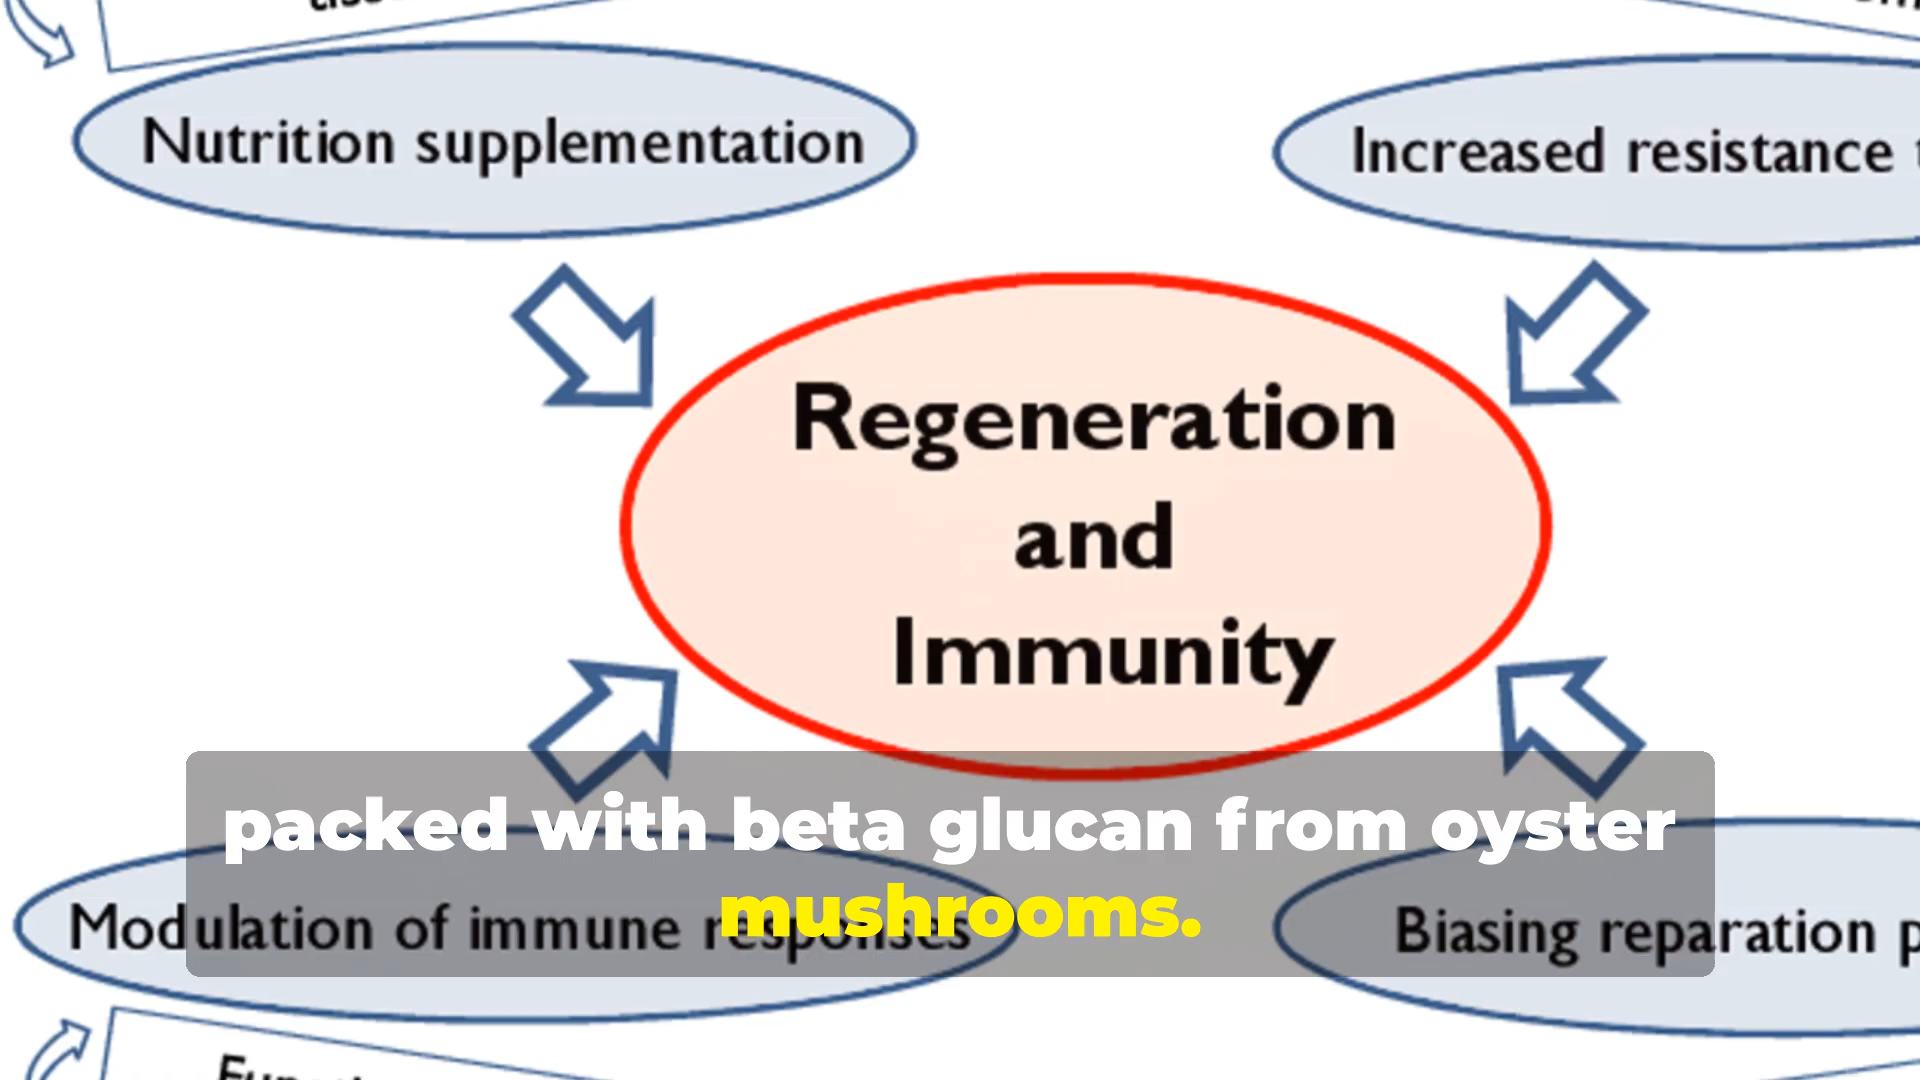 Nutrition supplementation
Increased resistance
Regeneration
and
Immunity
packed with beta glucan from oyster
mushrooms.
Modulation of immune responses
Biasing reparation